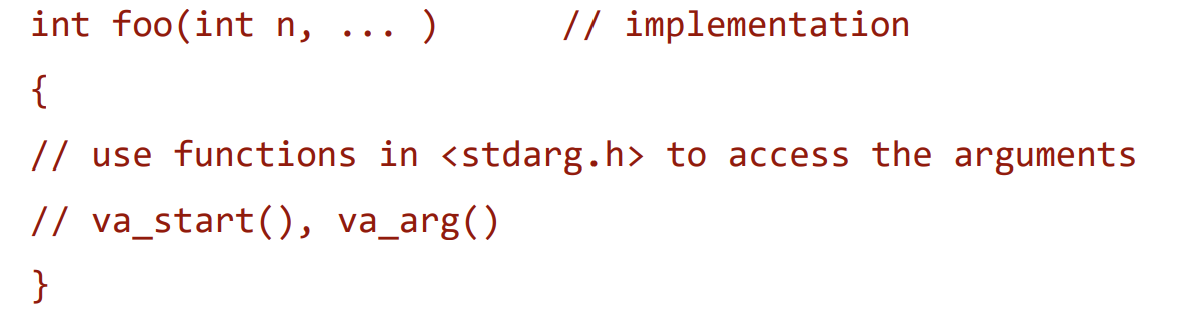 int foo(int n, ... )      // implementation
{
// use functions in <stdarg.h> to access the arguments
// va_start(), va_arg()
}